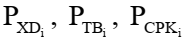 P_{XD_i} , P_{TB_i} , P_{CPK_i}